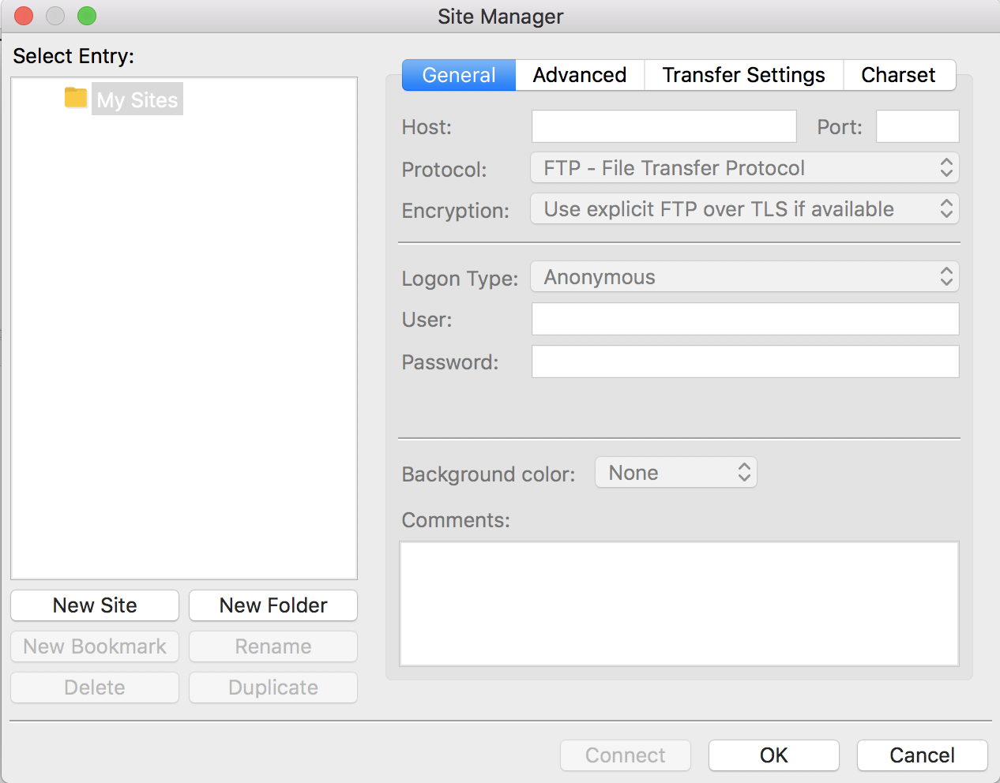 Site Manager
Select Entry:
My Sites
New Site New Folder
New Bookmark Rename
Delete Duplicate
General Advanced Transfer Settings Charset
Host: Port:
Protocol: FTP - File Transfer Protocol
Encryption: Use explicit FTP over TLS if available
Logon Type: Anonymous
User:
Password:
Background color: None
Comments:
Connect OK Cancel